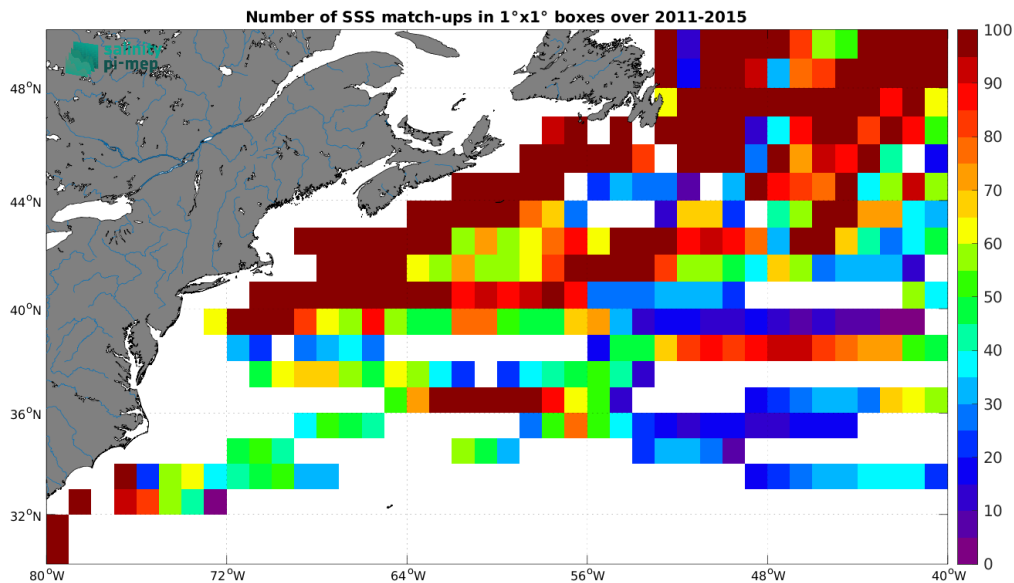 Number of SSS match-ups in 1°x1° boxes over 2011-2015
salinity
pi-mep
48°N
44°N
40°N
36°N
32°N
80°W 72°W 64°W 56°W 48°W 40°W
100
90
80
70
60
50
40
30
20
10
0